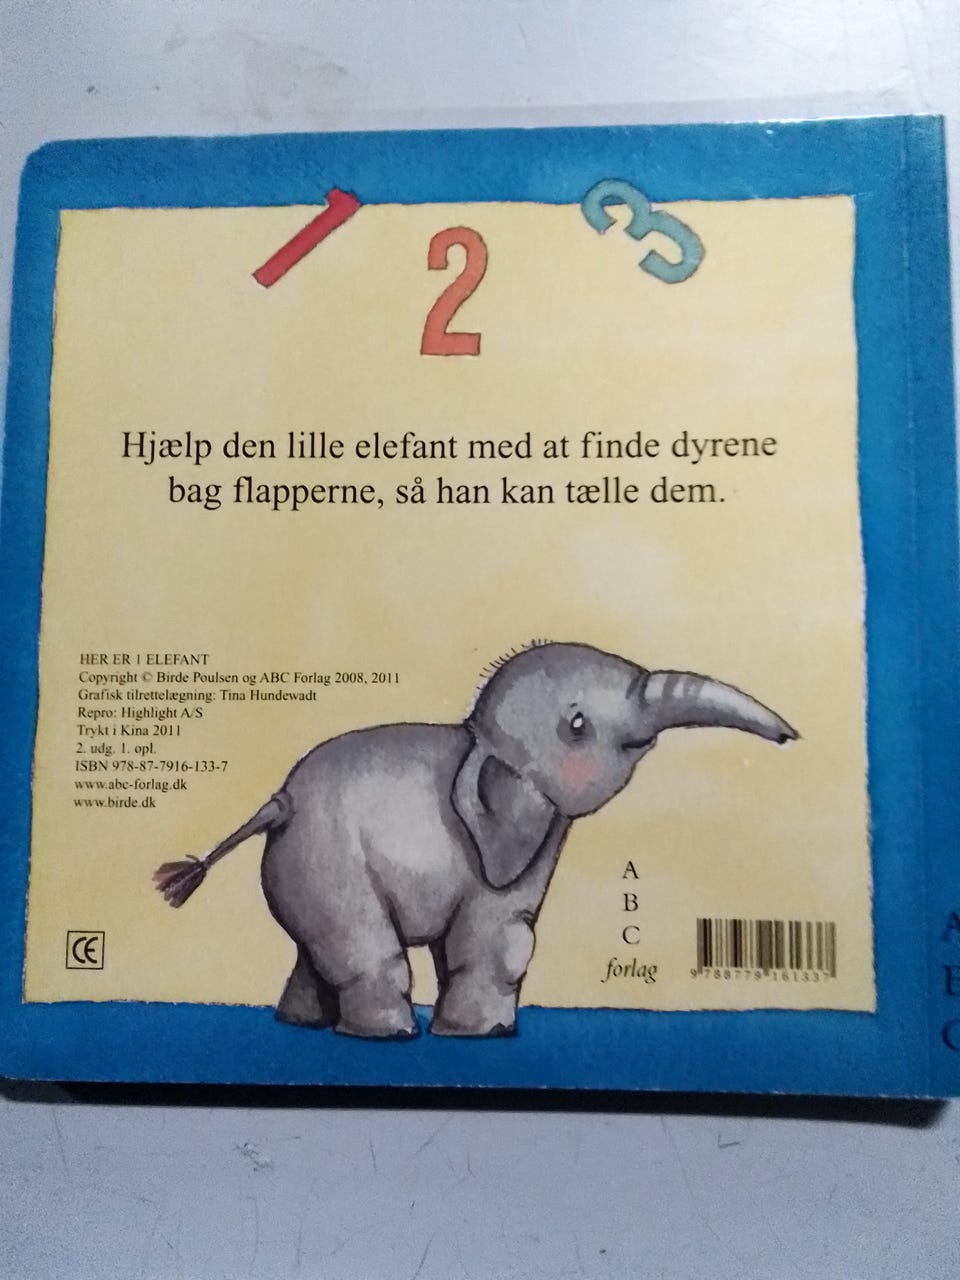 1
2
3
Hjælp den lille elefant med at finde dyrene
bag flapperne, så han kan tælle dem.
HER ER 1 ELEFANT
Copyright © Birde Poulsen og ABC Forlag 2008, 2011
Grafisk tilrettelægning: Tina Hundewadt
Repro: Highlight A/S
Trykt i Kina 2011
2. udg. 1. opl.
ISBN 978-87-7916-133-7
www.abc-forlag.dk
www.birde.dk
CE
A
B
C
forlag
9 788779 161337
A
B
C